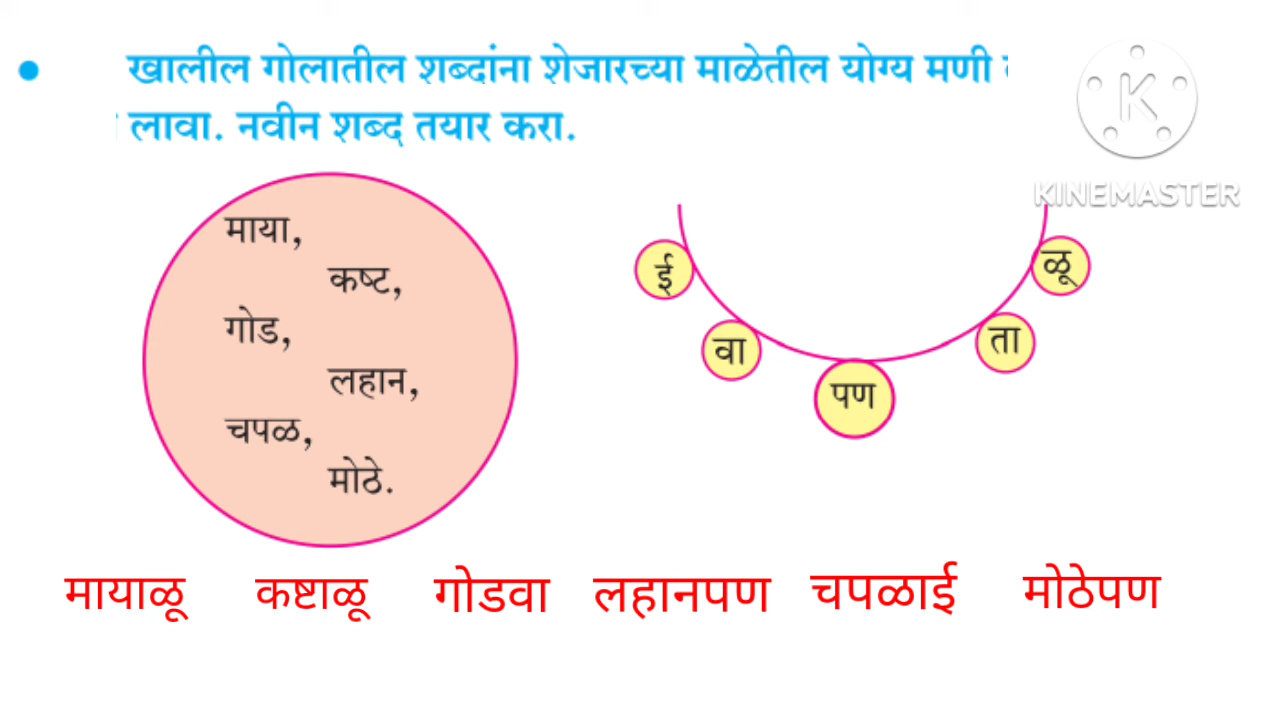 ● खालील गोलातील शब्दांना शेजारच्या माळेतील योग्य मणी
लावा. नवीन शब्द तयार करा.
K
KINEMASTER
माया,
कष्ट,
गोड,
लहान,
चपळ,
मोठे.
ई
वा
पण
ता
ळू
मायाळू कष्टाळू गोडवा लहानपण चपळाई मोठेपण